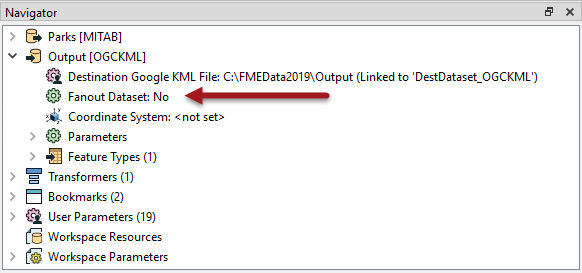 Navigator
Parks [MITAB]
Output [OGCKML]
Destination Google KML File: C:\FMEData2019\Output (Linked to 'DestDataset_OGCKML')
Fanout Dataset: No
Coordinate System: <not set>
Parameters
Feature Types (1)
Transformers (1)
Bookmarks (2)
User Parameters (19)
Workspace Resources
Workspace Parameters